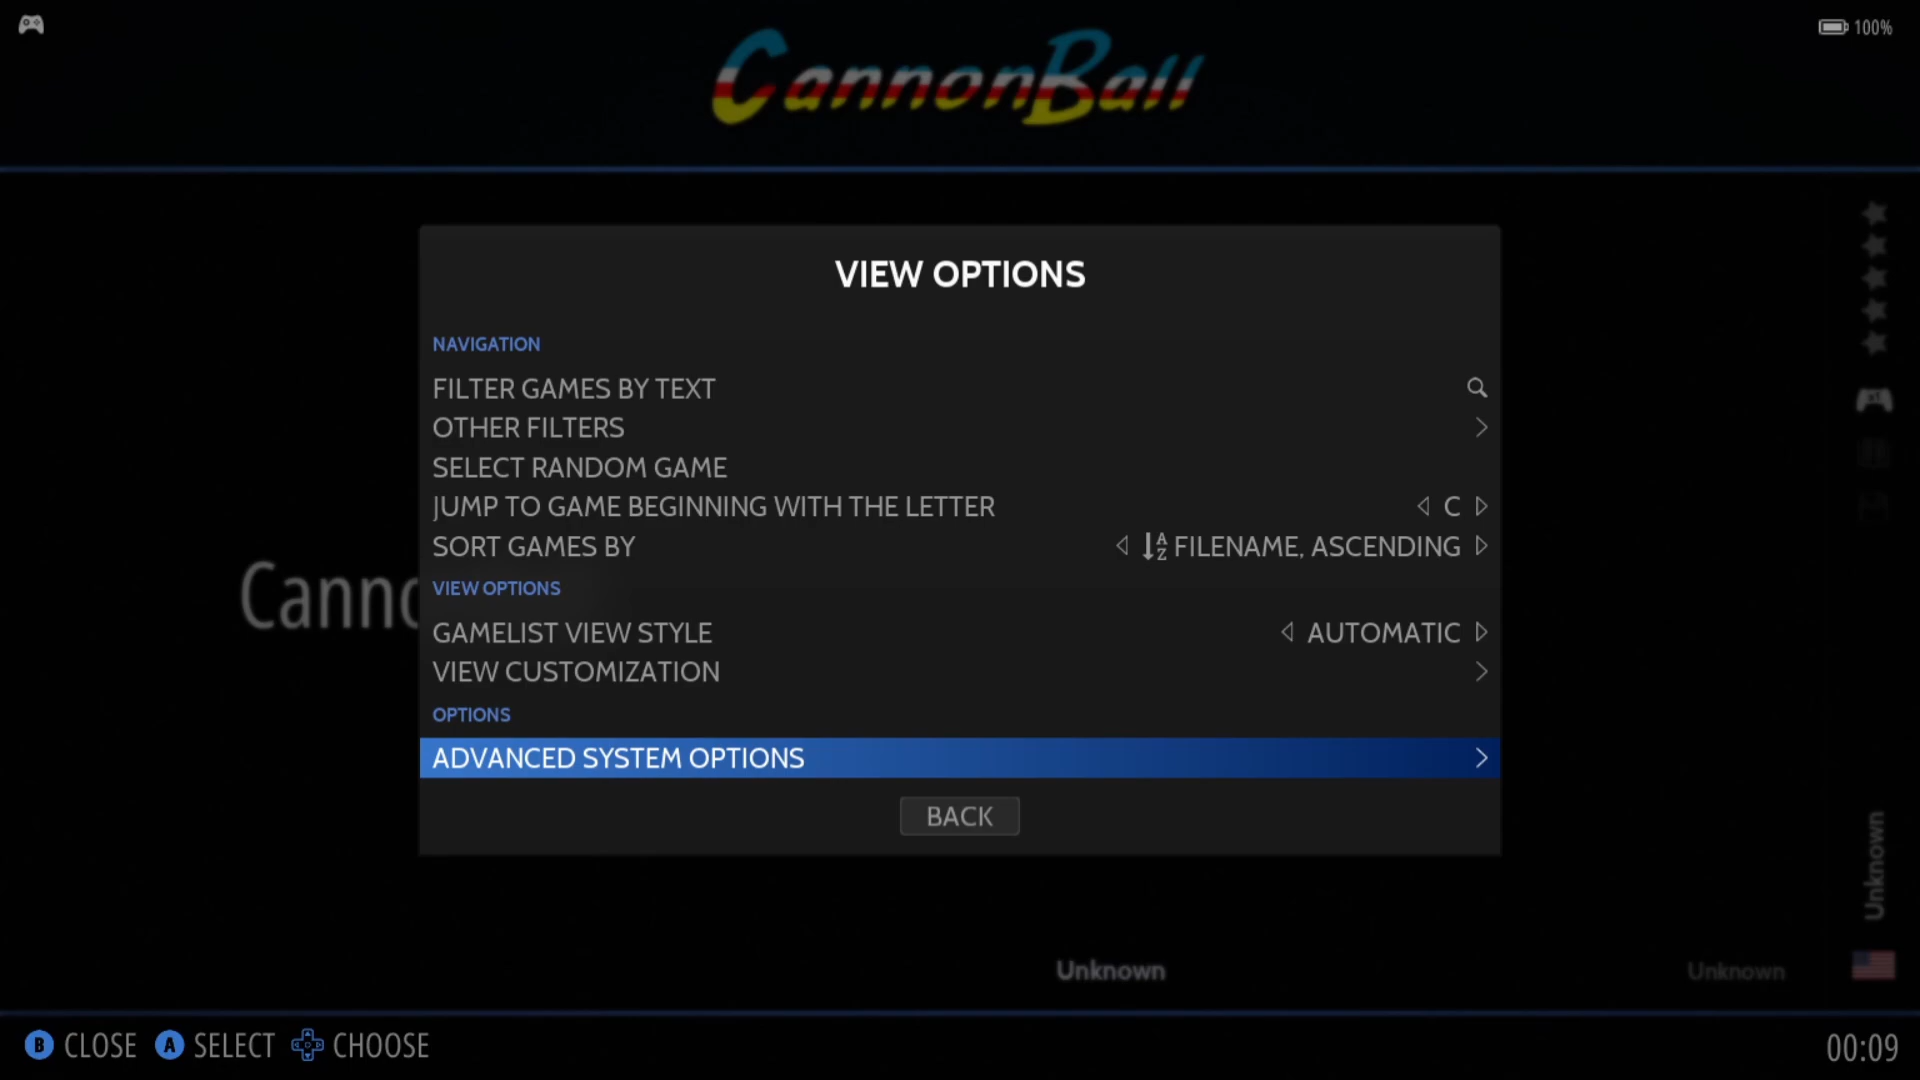 CannonBall
100%
VIEW OPTIONS
NAVIGATION
FILTER GAMES BY TEXT
OTHER FILTERS
SELECT RANDOM GAME
JUMP TO GAME BEGINNING WITH THE LETTER C
SORT GAMES BY FILENAME, ASCENDING
VIEW OPTIONS
GAMELIST VIEW STYLE AUTOMATIC
VIEW CUSTOMIZATION
OPTIONS
ADVANCED SYSTEM OPTIONS
BACK
Unknown
Unknown
Unknown
B CLOSE A SELECT CHOOSE
00:09